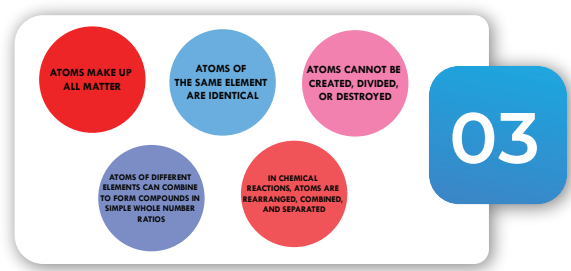 ATOMS MAKE UP
ALL MATTER
ATOMS OF
THE SAME ELEMENT
ARE IDENTICAL
ATOMS CANNOT BE
CREATED, DIVIDED,
OR DESTROYED
03
ATOMS OF DIFFERENT
ELEMENTS CAN COMBINE
TO FORM COMPOUNDS IN
SIMPLE WHOLE NUMBER
RATIOS
IN CHEMICAL
REACTIONS, ATOMS ARE
REARRANGED, COMBINED,
AND SEPARATED